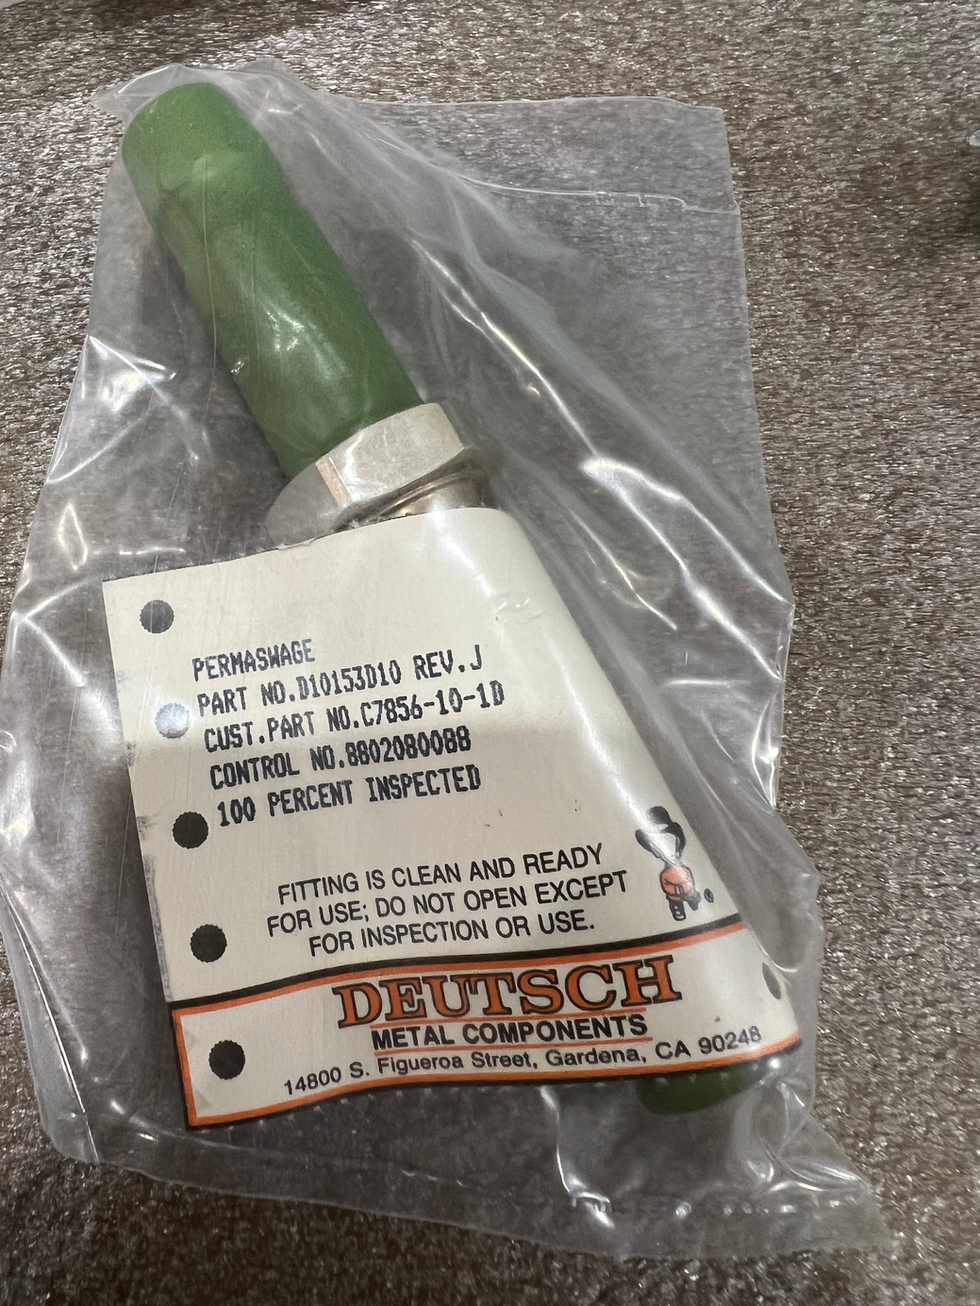 PERMASWAGE
PART NO.D10153D10 REV.J
CUST.PART NO.C7856-10-1D
CONTROL NO.8802080088
100 PERCENT INSPECTED
FITTING IS CLEAN AND READY
FOR USE; DO NOT OPEN EXCEPT
FOR INSPECTION OR USE.
DEUTSCH
METAL COMPONENTS
14800 S. Figueroa Street, Gardena, CA 90248